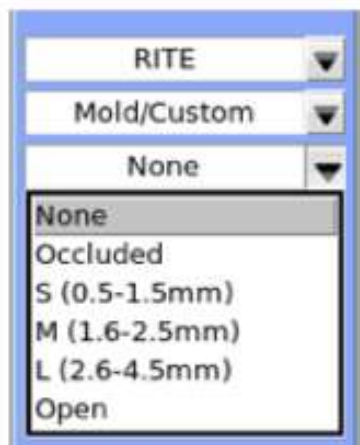 RITE
Mold/Custom
None
None
Occluded
S (0.5-1.5mm)
M (1.6-2.5mm)
L (2.6-4.5mm)
Open